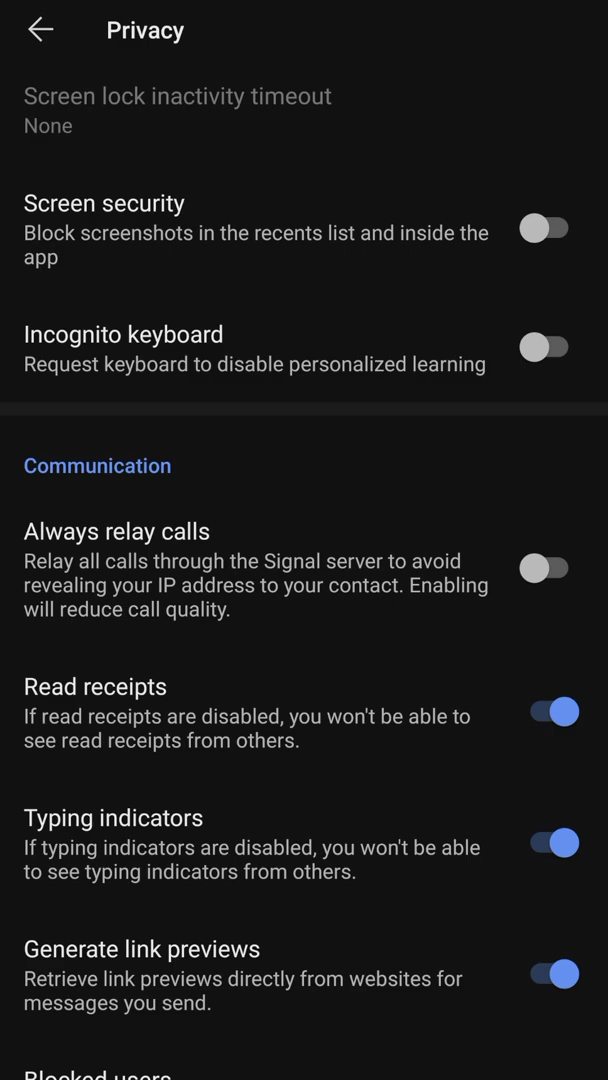 Privacy
Screen lock inactivity timeout
None
Screen security
Block screenshots in the recents list and inside the
app
Incognito keyboard
Request keyboard to disable personalized learning
Communication
Always relay calls
Relay all calls through the Signal server to avoid
revealing your IP address to your contact. Enabling
will reduce call quality.
Read receipts
If read receipts are disabled, you won't be able to
see read receipts from others.
Typing indicators
If typing indicators are disabled, you won't be able
to see typing indicators from others.
Generate link previews
Retrieve link previews directly from websites for
messages you send.
Blocked users